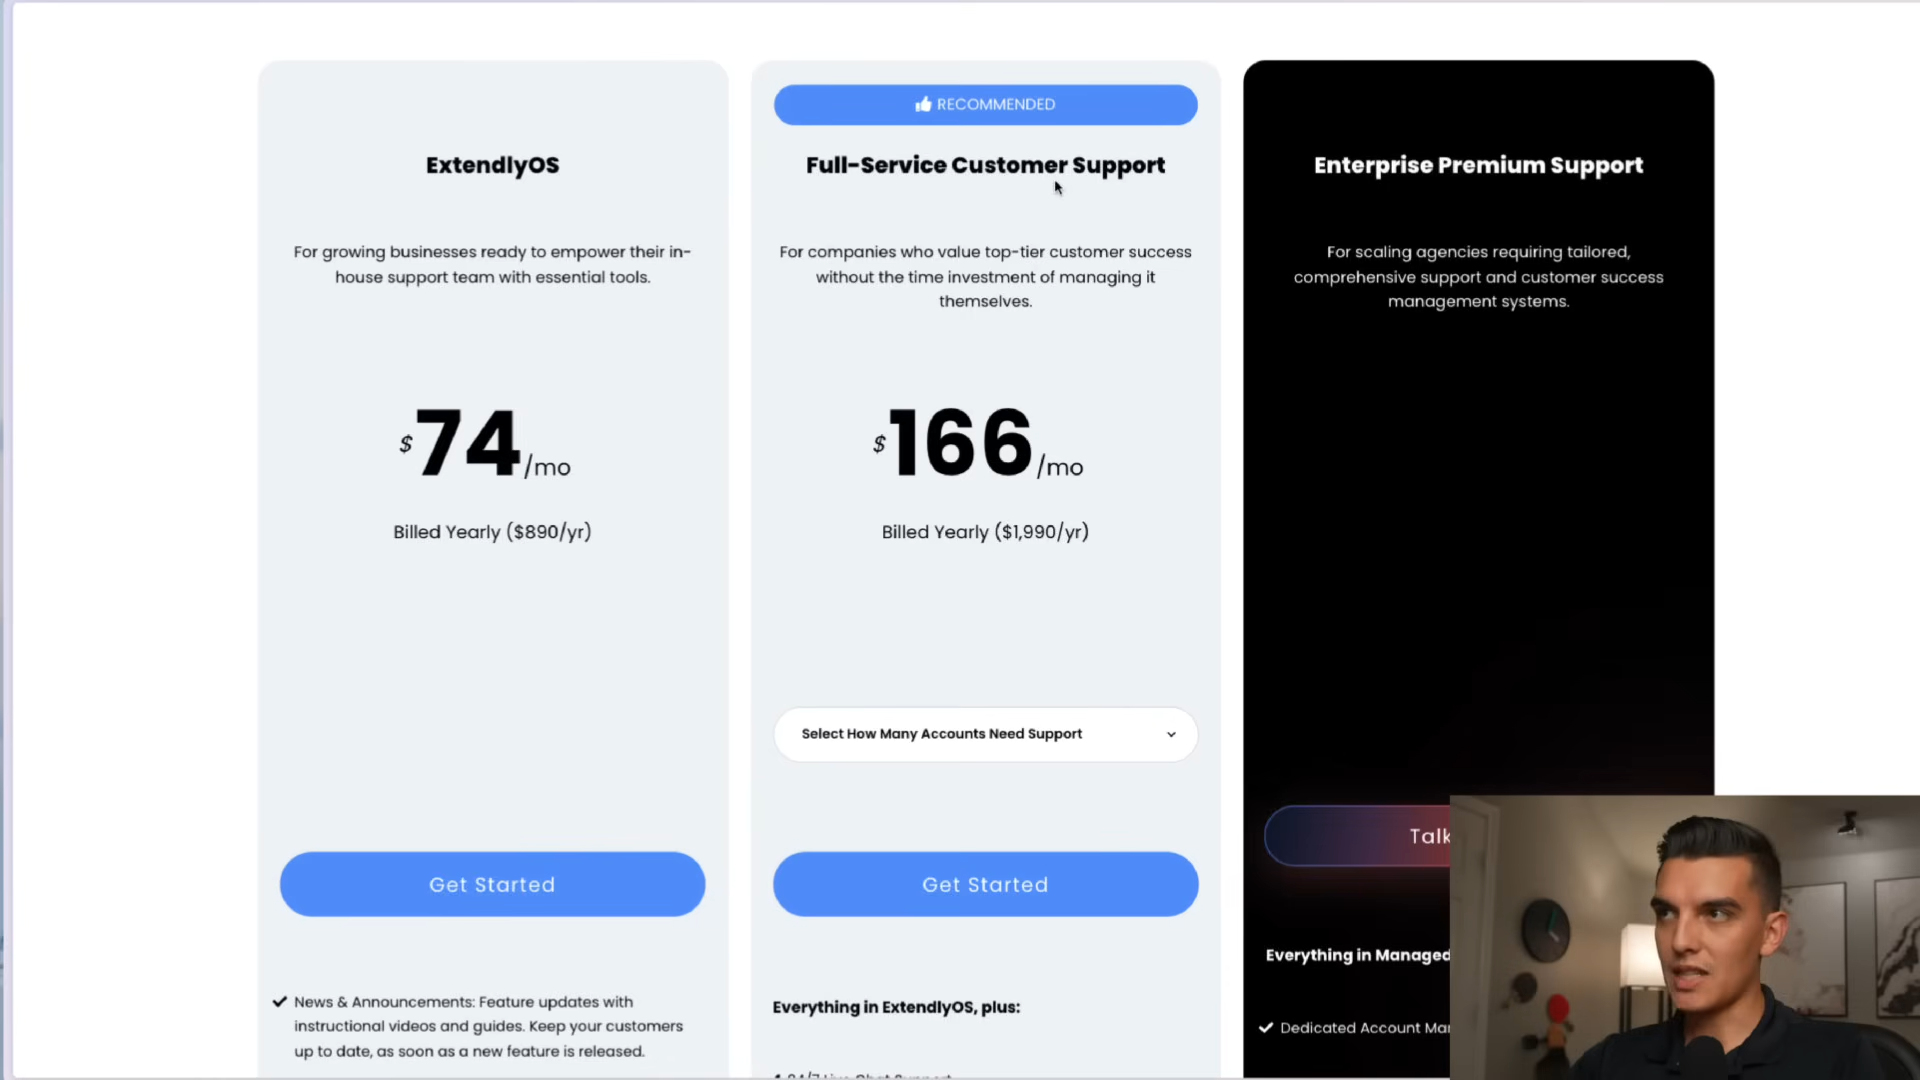 ExtendlyOS
For growing businesses ready to empower their in-
house support team with essential tools.
$74/mo
Billed Yearly ($890/yr)
Get Started
News & Announcements: Feature updates with
instructional videos and guides. Keep your customers
up to date, as soon as a new feature is released.
RECOMMENDED
Full-Service Customer Support
For companies who value top-tier customer success
without the time investment of managing it
themselves.
$166/mo
Billed Yearly ($1,990/yr)
Select How Many Accounts Need Support
Get Started
Everything in ExtendlyOS, plus:
24/7 Live Chat Support
Enterprise Premium Support
For scaling agencies requiring tailored,
comprehensive support and customer success
management systems.
Talk
Everything in Managed
Dedicated Account